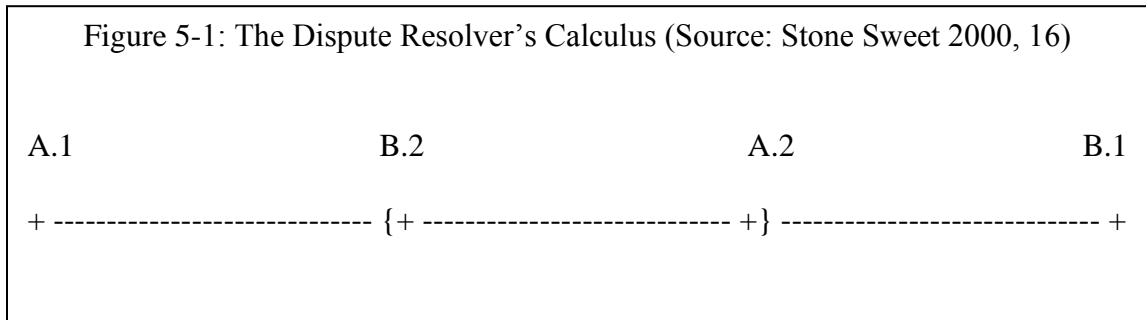 Figure 5-1: The Dispute Resolver’s Calculus (Source: Stone Sweet 2000, 16)
A.1 B.2 A.2 B.1
+ ------------------------------ {+ ----------------------------- +} ------------------------------ +